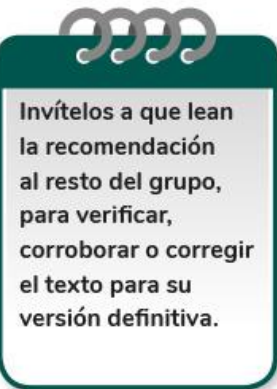 Invítelos a que lean
la recomendación
al resto del grupo,
para verificar,
corroborar o corregir
el texto para su
versión definitiva.